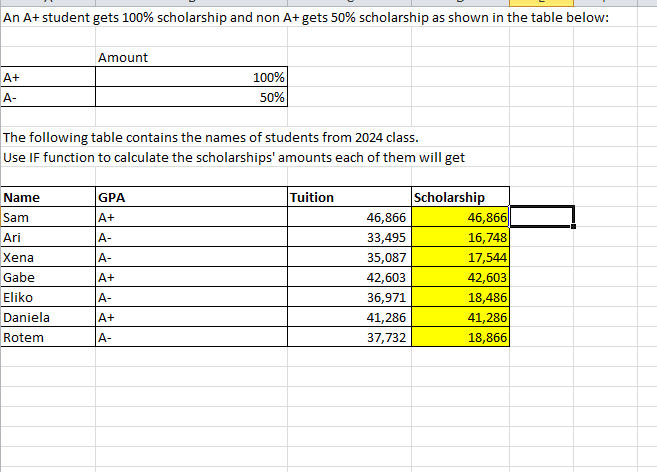 An A+ student gets 100% scholarship and non A+ gets 50% scholarship as shown in the table below:
Amount
A+ 100%
A- 50%
The following table contains the names of students from 2024 class.
Use IF function to calculate the scholarships' amounts each of them will get
Name GPA Tuition Scholarship
Sam A+ 46,866 46,866
Ari A- 33,495 16,748
Xena A- 35,087 17,544
Gabe A+ 42,603 42,603
Eliko A- 36,971 18,486
Daniela A+ 41,286 41,286
Rotem A- 37,732 18,866